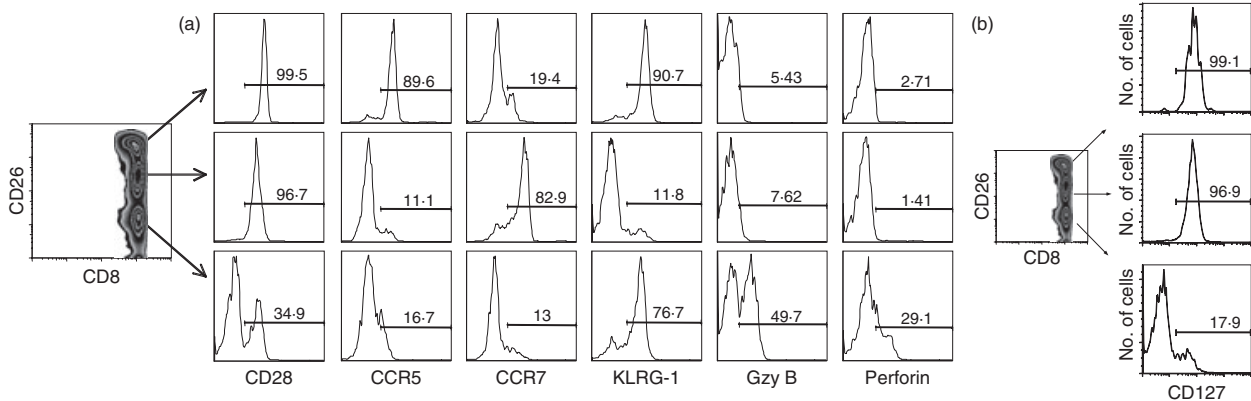 (a)
99·5
89·6
19·4
90·7
5·43
2·71
96·7
11·1
82·9
11·8
7·62
1·41
34·9
16·7
13
76·7
49·7
29·1
CD26
CD8
CD28
CCR5
CCR7
KLRG-1
Gzy B
Perforin
(b)
CD26
CD8
No. of cells
99·1
No. of cells
96·9
No. of cells
17·9
CD127